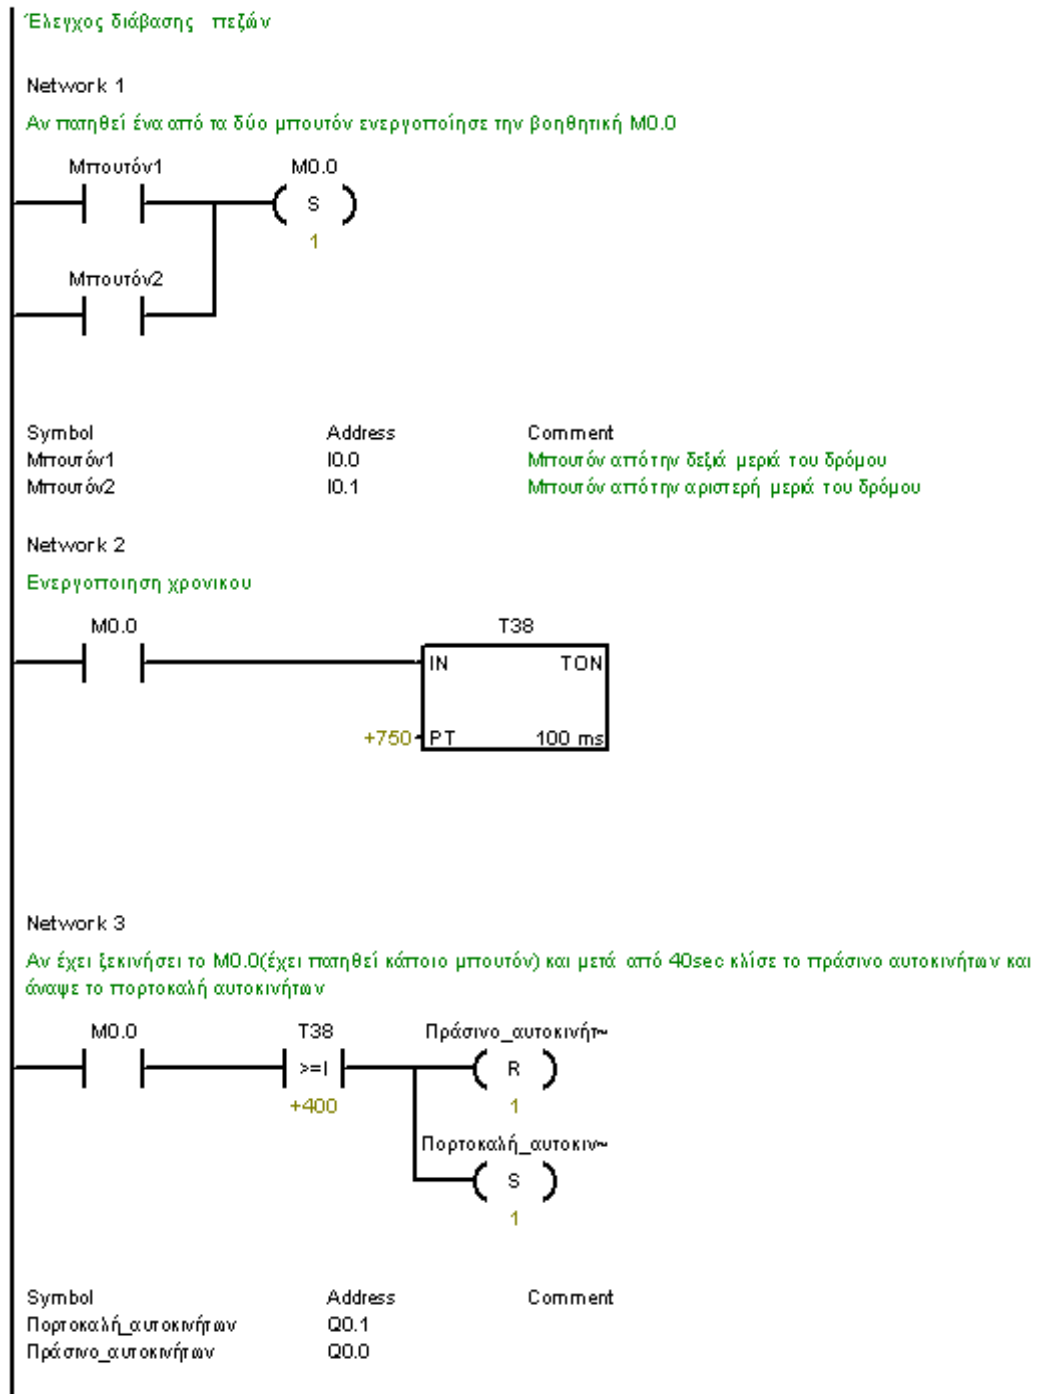 Έλεγχος διάβασης πεζών
Network 1
Αν πατηθεί ένα από τα δύο μπουτόν ενεργοποίησε την βοηθητική M0.0
Μπουτόν1 M0.0
S
1
Μπουτόν2
Symbol Address Comment
Μπουτόν1 I0.0 Μπουτόν από την δεξιά μεριά του δρόμου
Μπουτόν2 I0.1 Μπουτόν από την αριστερή μεριά του δρόμου
Network 2
Ενεργοποιηση χρονικου
M0.0 T38
IN TON
+750 PT 100 ms
Network 3
Αν έχει ξεκινήσει το M0.0(έχει πατηθεί κάποιο μπουτόν) και μετά από 40sec κλίσε το πράσινο αυτοκινήτων και
άναψε το πορτοκαλή αυτοκινήτων
M0.0 T38 Πράσινο_αυτοκινήτ~
>=I R
+400 1
Πορτοκαλή_αυτοκιν~
S
1
Symbol Address Comment
Πορτοκαλή_αυτοκινήτων Q0.1
Πράσινο_αυτοκινήτων Q0.0